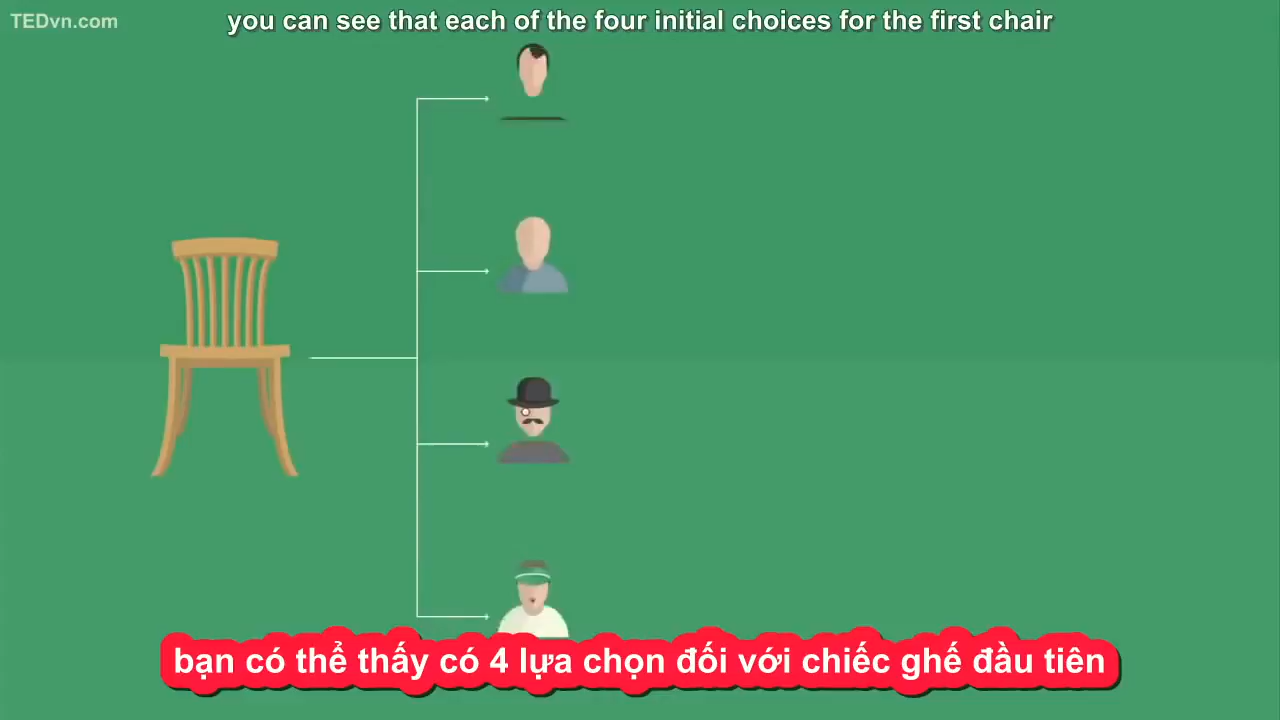 TEDvn.com
you can see that each of the four initial choices for the first chair
bạn có thể thấy có 4 lựa chọn đối với chiếc ghế đầu tiên